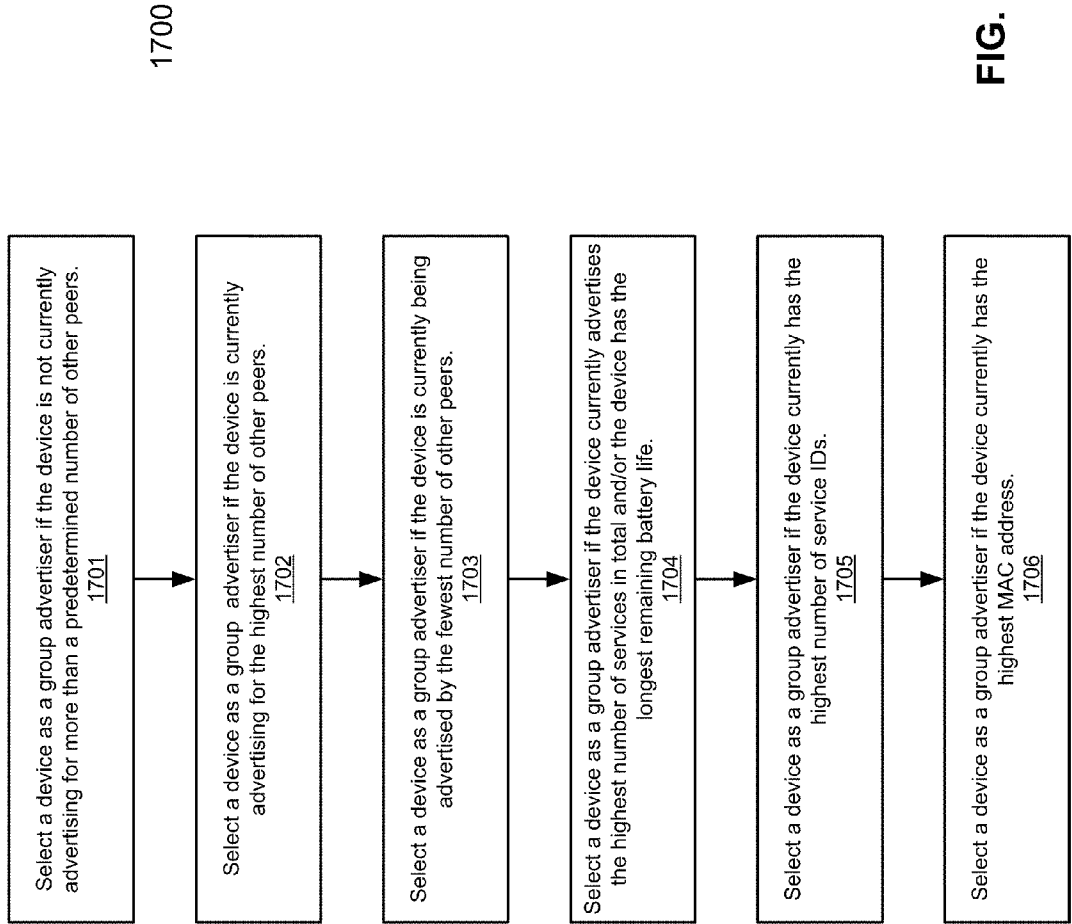 1700
Select a device as a group advertiser if the device is not currently
advertising for more than a predetermined number of other peers.
1701
Select a device as a group advertiser if the device is currently
advertising for the highest number of other peers.
1702
Select a device as a group advertiser if the device is currently being
advertised by the fewest number of other peers.
1703
Select a device as a group advertiser if the device currently advertises
the highest number of services in total and/or the device has the
longest remaining battery life.
1704
Select a device as a group advertiser if the device currently has the
highest number of service IDs.
1705
Select a device as a group advertiser if the device currently has the
highest MAC address.
1706
FIG.